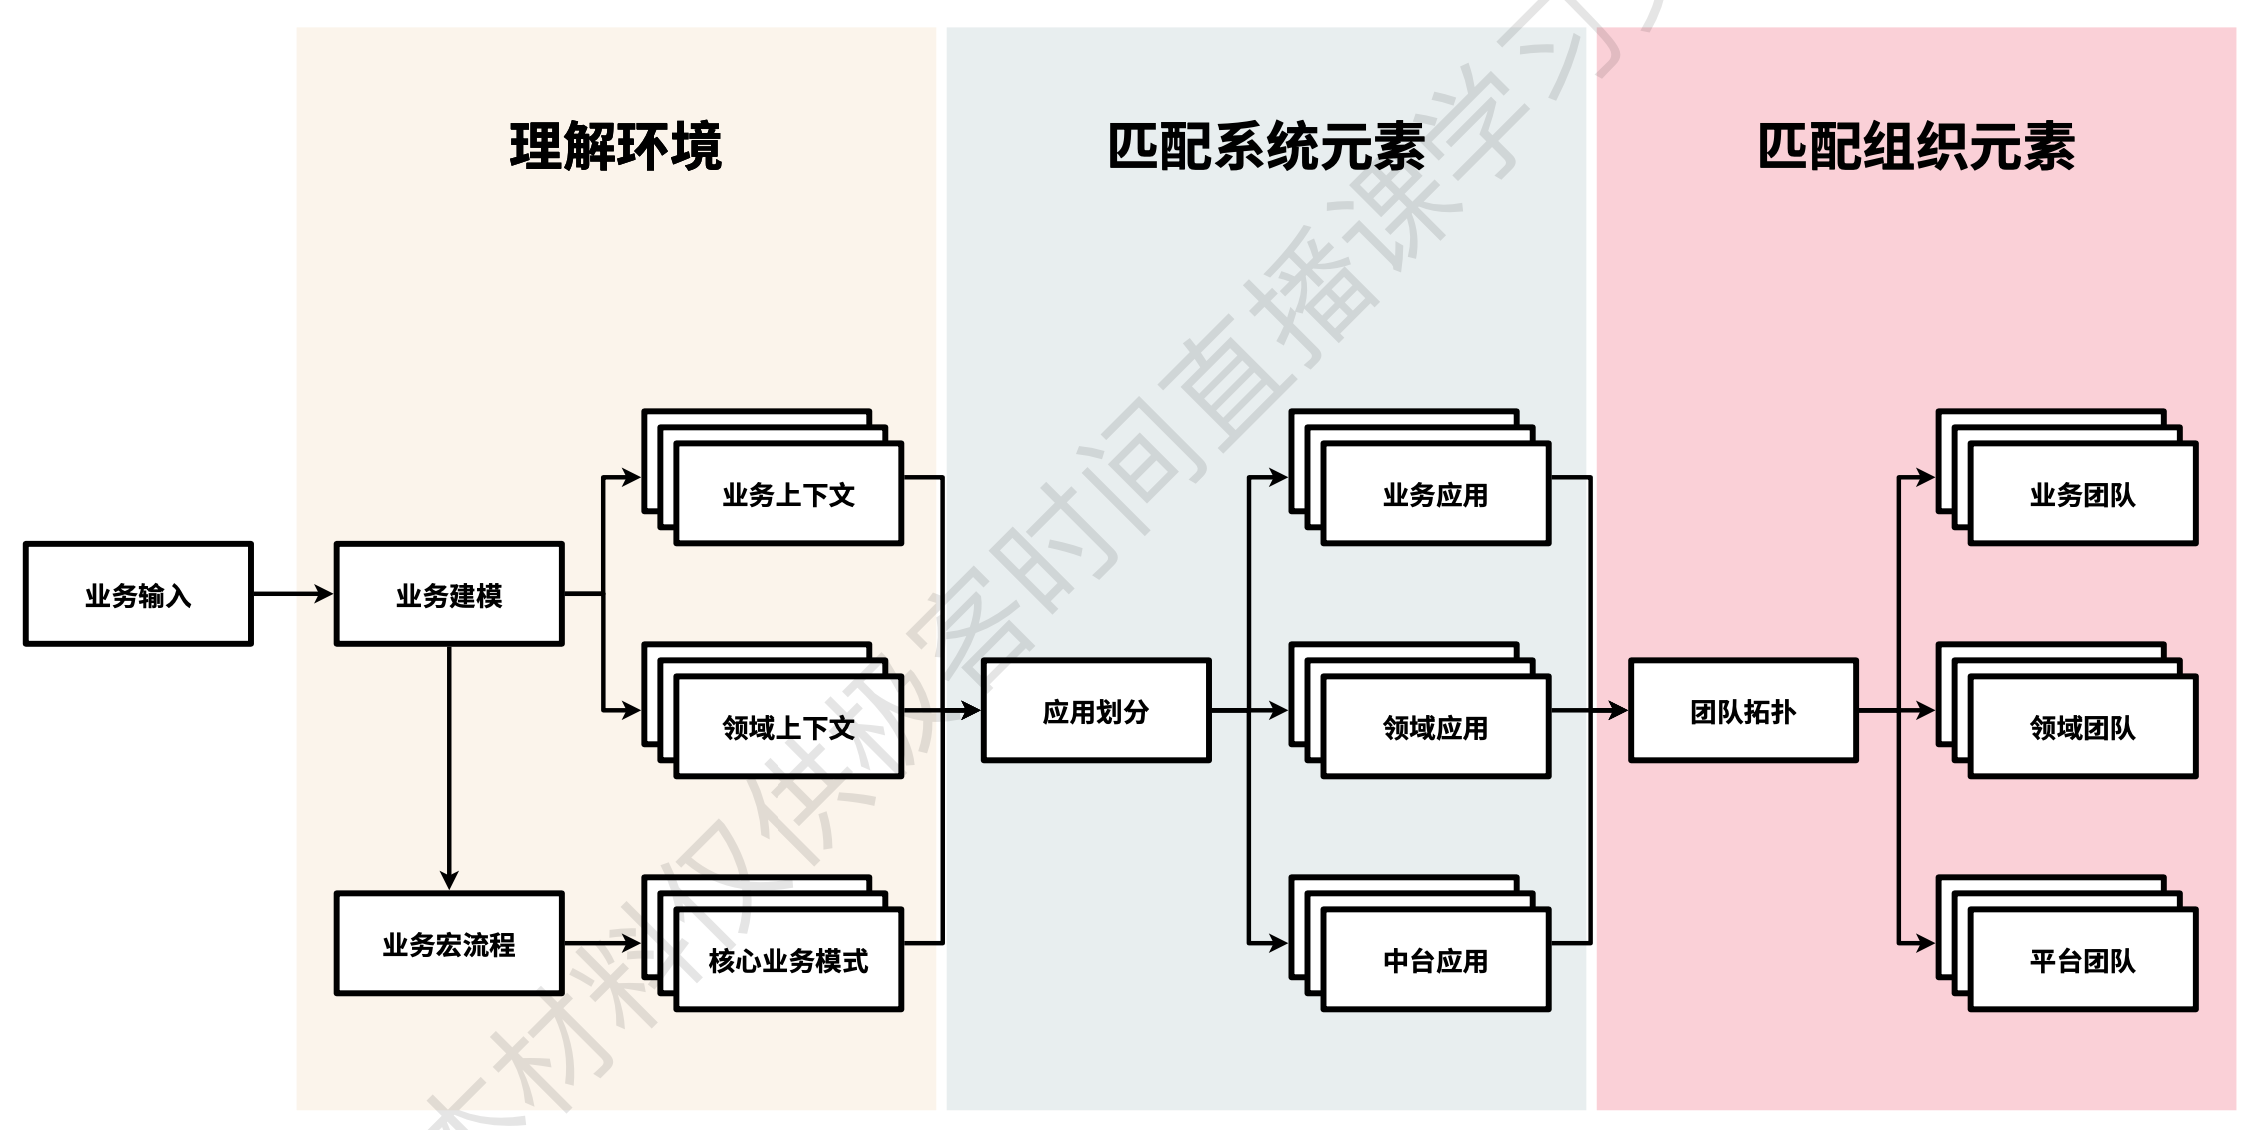 理解环境
匹配系统元素
匹配组织元素
业务输入
业务建模
业务上下文
领域上下文
业务宏流程
核心业务模式
应用划分
业务应用
领域应用
中台应用
团队拓扑
业务团队
领域团队
平台团队
本材料仅供极客时间直播课学习